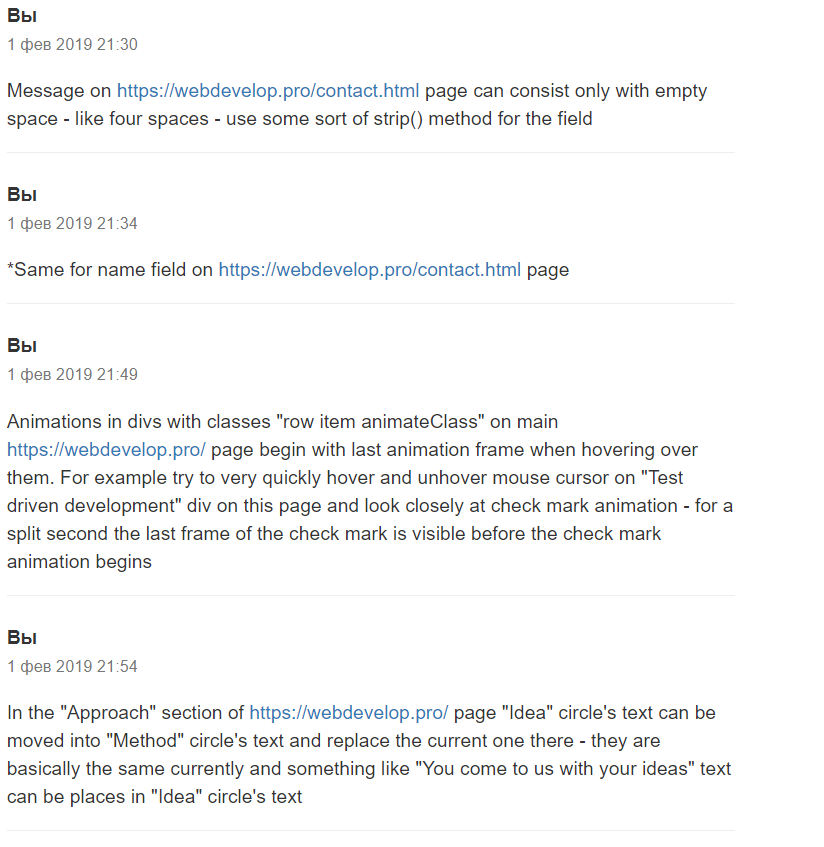 Вы
1 фев 2019 21:30
Message on https://webdevelop.pro/contact.html page can consist only with empty
space - like four spaces - use some sort of strip() method for the field
Вы
1 фев 2019 21:34
*Same for name field on https://webdevelop.pro/contact.html page
Вы
1 фев 2019 21:49
Animations in divs with classes "row item animateClass" on main
https://webdevelop.pro/ page begin with last animation frame when hovering over
them. For example try to very quickly hover and unhover mouse cursor on "Test
driven development" div on this page and look closely at check mark animation - for a
split second the last frame of the check mark is visible before the check mark
animation begins
Вы
1 фев 2019 21:54
In the "Approach" section of https://webdevelop.pro/ page "Idea" circle's text can be
moved into "Method" circle's text and replace the current one there - they are
basically the same currently and something like "You come to us with your ideas" text
can be places in "Idea" circle's text